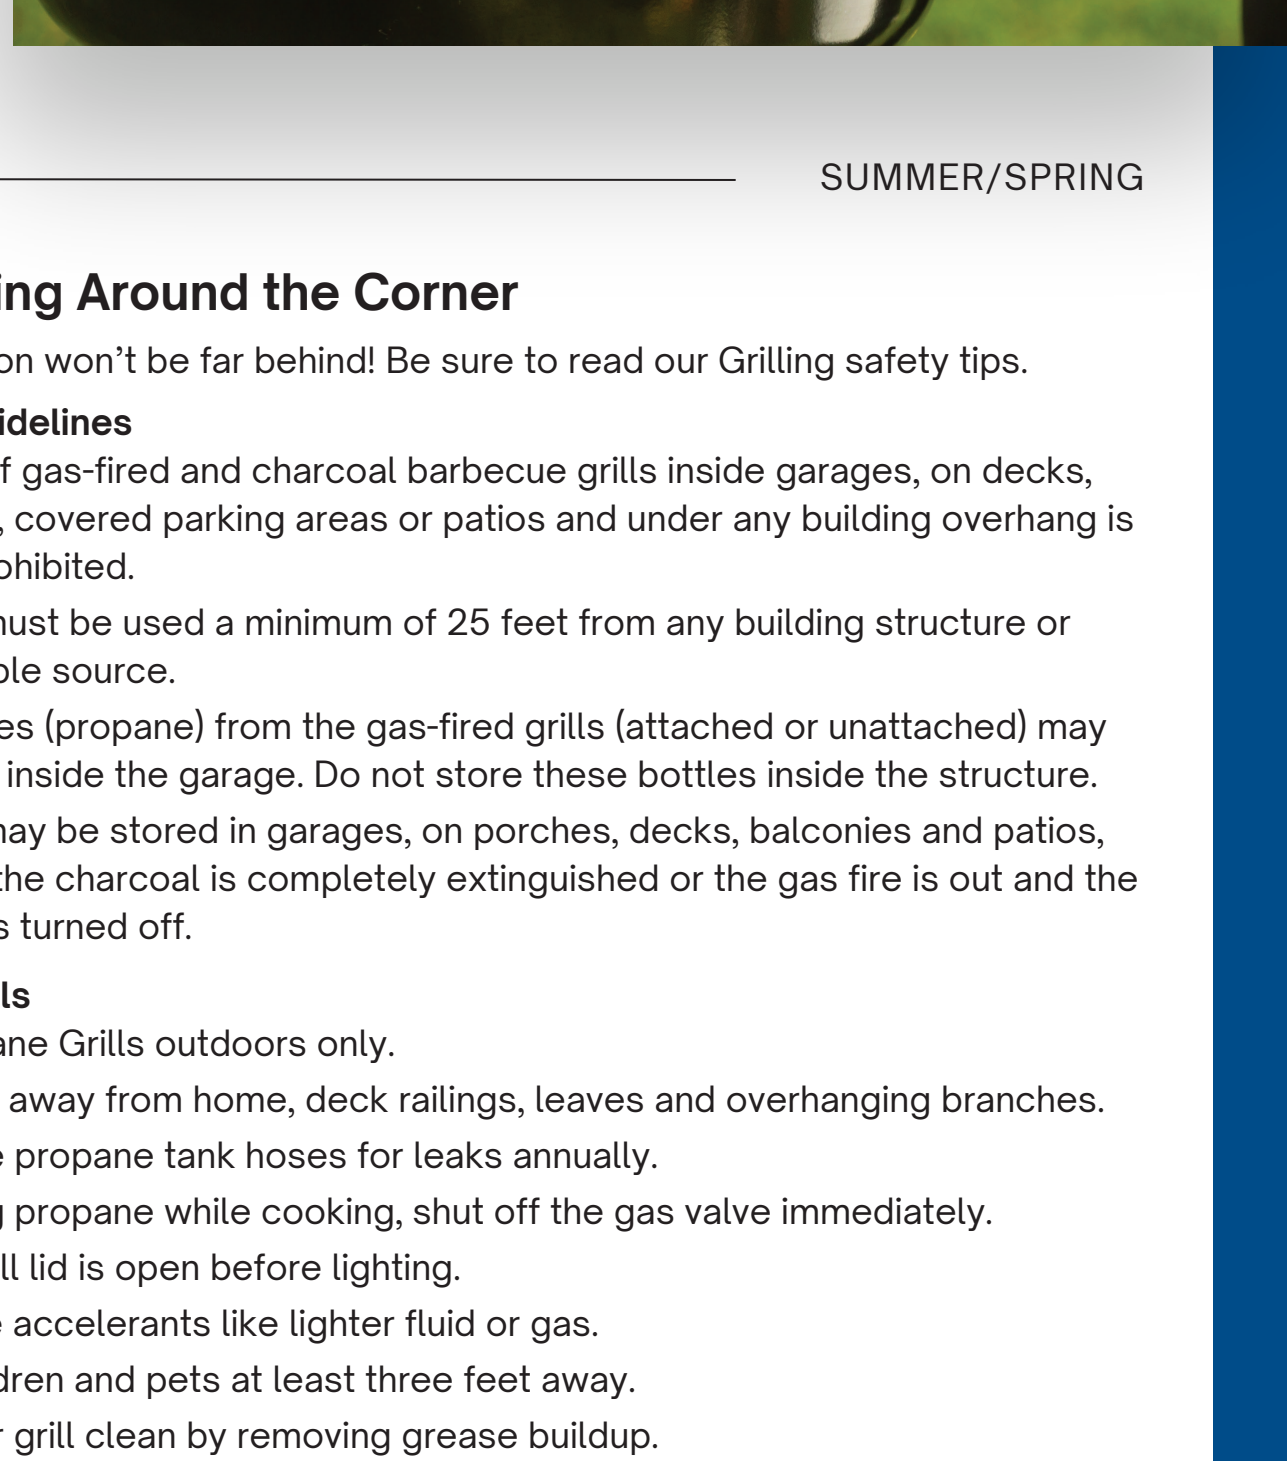 SUMMER/SPRING
ing Around the Corner
on won’t be far behind! Be sure to read our Grilling safety tips.
idelines
f gas-fired and charcoal barbecue grills inside garages, on decks,
, covered parking areas or patios and under any building overhang is
ohibited.
nust be used a minimum of 25 feet from any building structure or
ble source.
es (propane) from the gas-fired grills (attached or unattached) may
inside the garage. Do not store these bottles inside the structure.
may be stored in garages, on porches, decks, balconies and patios,
the charcoal is completely extinguished or the gas fire is out and the
s turned off.
ls
ane Grills outdoors only.
away from home, deck railings, leaves and overhanging branches.
e propane tank hoses for leaks annually.
g propane while cooking, shut off the gas valve immediately.
ll lid is open before lighting.
e accelerants like lighter fluid or gas.
dren and pets at least three feet away.
r grill clean by removing grease buildup.